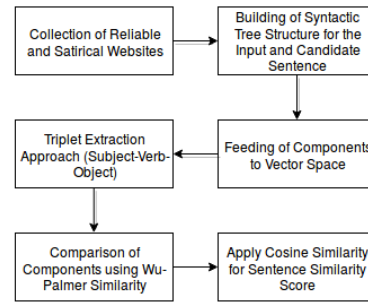 Collection of Reliable
and Satirical Websites
Building of Syntactic
Tree Structure for the
Input and Candidate
Sentence
Feeding of Components
to Vector Space
Triplet Extraction
Approach (Subject-Verb-
Object)
Comparison of
Components using Wu-
Palmer Similarity
Apply Cosine Similarity
for Sentence Similarity
Score